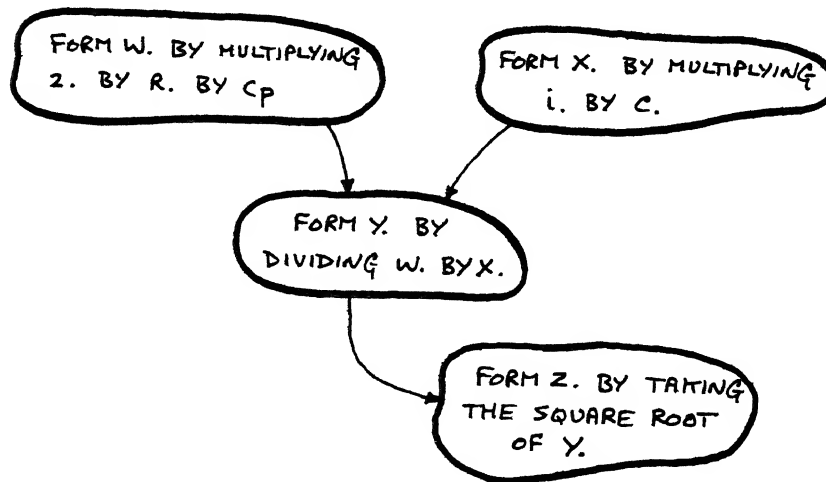 FORM W. BY MULTIPLYING
2. BY R. BY Cp
FORM X. BY MULTIPLYING
i. BY C.
FORM Y. BY
DIVIDING W. BY X.
FORM Z. BY TAKING
THE SQUARE ROOT
OF Y.